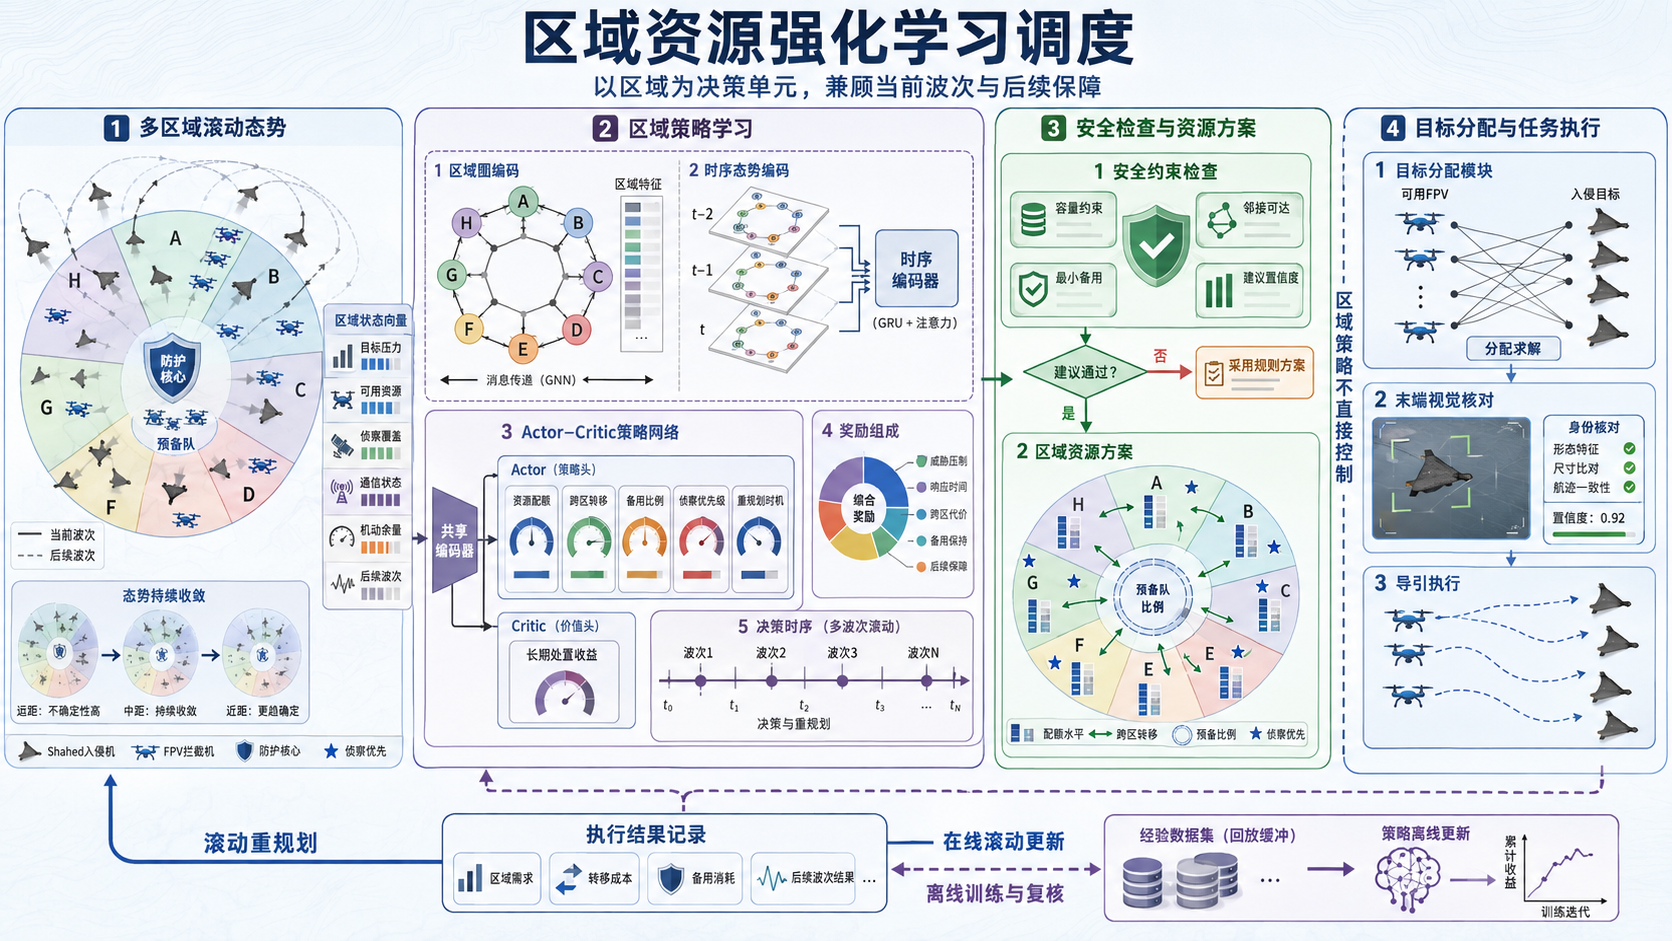 区域资源强化学习调度
以区域为决策单元，兼顾当前波次与后续保障
1 多区域滚动态势
A
B
C
D
F
G
H
防护
核心
预备队
当前波次
后续波次
区域状态向量
目标压力
可用资源
侦察覆盖
通信状态
机动余量
后续波次
态势持续收敛
远距：不确定性高
中距：持续收敛
近距：更趋确定
Shahed入侵机
FPV拦截机
防护核心
侦察优先
2 区域策略学习
1 区域图编码
A
B
C
D
E
F
G
H
消息传递（GNN）
区域特征
...
2 时序态势编码
t-2
t-1
t
时序
编码器
(GRU + 注意力)
3 Actor-Critic策略网络
共享
编码器
Actor（策略头）
资源配额
跨区转移
备用比例
侦察优先级
重规划时机
Critic（价值头）
长期处置收益
4 奖励组成
综合
奖励
威胁压制
响应时间
跨区代价
备用保持
后续保障
5 决策时序（多波次滚动）
波次1
波次2
波次3
波次N
t0
t1
t2
t3
...
tN
决策与重规划
3 安全检查与资源方案
1 安全约束检查
容量约束
邻接可达
最小备用
建议置信度
建议通过？
否
采用规则方案
是
2 区域资源方案
A
B
C
E
E
F
G
H
预备队
比例
配额水平
跨区转移
预备比例
侦察优先
区域策略不直接控制
4 目标分配与任务执行
1 目标分配模块
可用FPV
入侵目标
分配求解
2 末端视觉核对
身份核对
形态特征
尺寸比对
航迹一致性
置信度：0.92
3 导引执行
滚动重规划
执行结果记录
区域需求
转移成本
备用消耗
后续波次结果
...
在线滚动更新
离线训练与复核
经验数据集（回放缓冲）
...
策略离线更新
累计收益
训练迭代